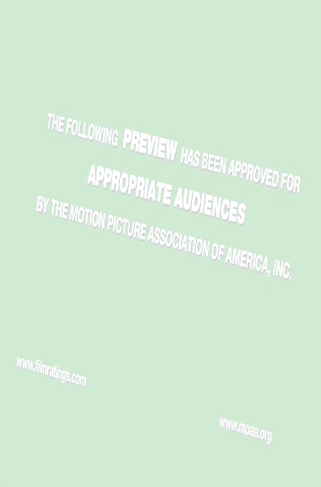 THE FOLLOWING PREVIEW HAS BEEN APPROVED FOR
APPROPRIATE AUDIENCES
BY THE MOTION PICTURE ASSOCIATION OF AMERICA, INC.
www.filmratings.com
www.mpaa.org